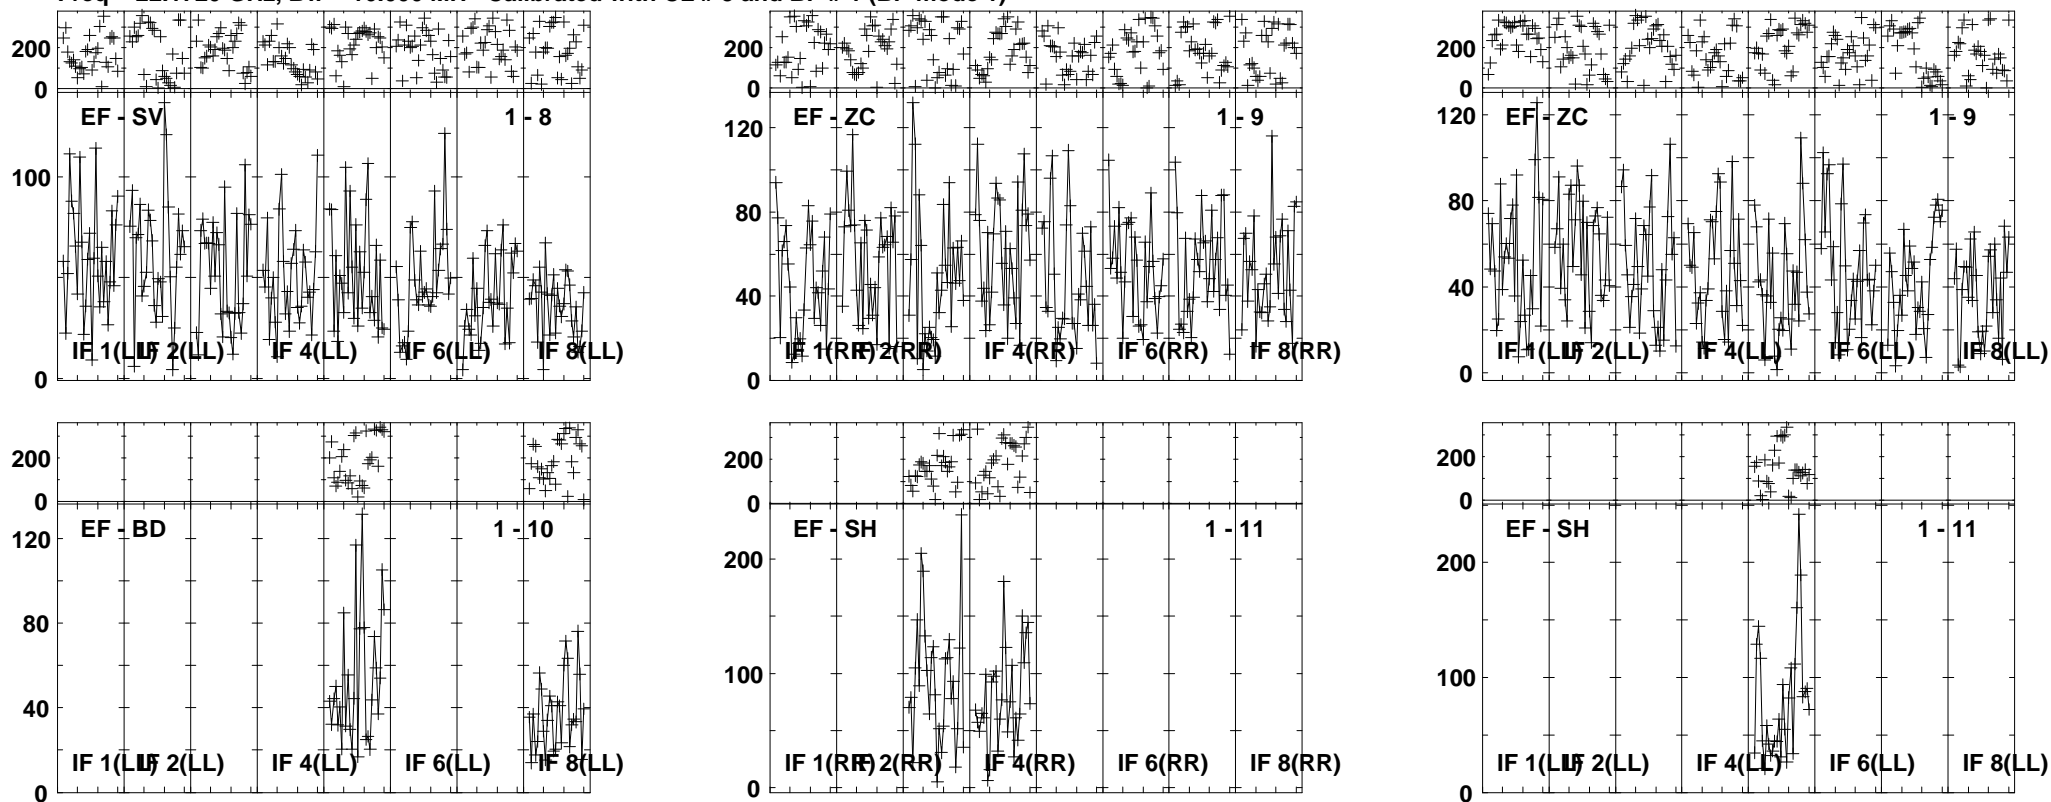 200
0
EF - SV
1 - 8
100
0
IF 1(LL)
IF 2(LL)
IF 4(LL)
IF 6(LL)
IF 8(LL)
200
0
EF - ZC
1 - 9
120
80
40
0
IF 1(RR)
IF 2(RR)
IF 4(RR)
IF 6(RR)
IF 8(RR)
200
0
EF - ZC
1 - 9
120
80
40
0
IF 1(LL)
IF 2(LL)
IF 4(LL)
IF 6(LL)
IF 8(LL)
200
0
EF - BD
1 - 10
120
80
40
0
IF 1(LL)
IF 2(LL)
IF 4(LL)
IF 6(LL)
IF 8(LL)
200
0
EF - SH
1 - 11
200
100
0
IF 1(RR)
IF 2(RR)
IF 4(RR)
IF 6(RR)
IF 8(RR)
200
0
EF - SH
1 - 11
200
100
0
IF 1(LL)
IF 2(LL)
IF 4(LL)
IF 6(LL)
IF 8(LL)